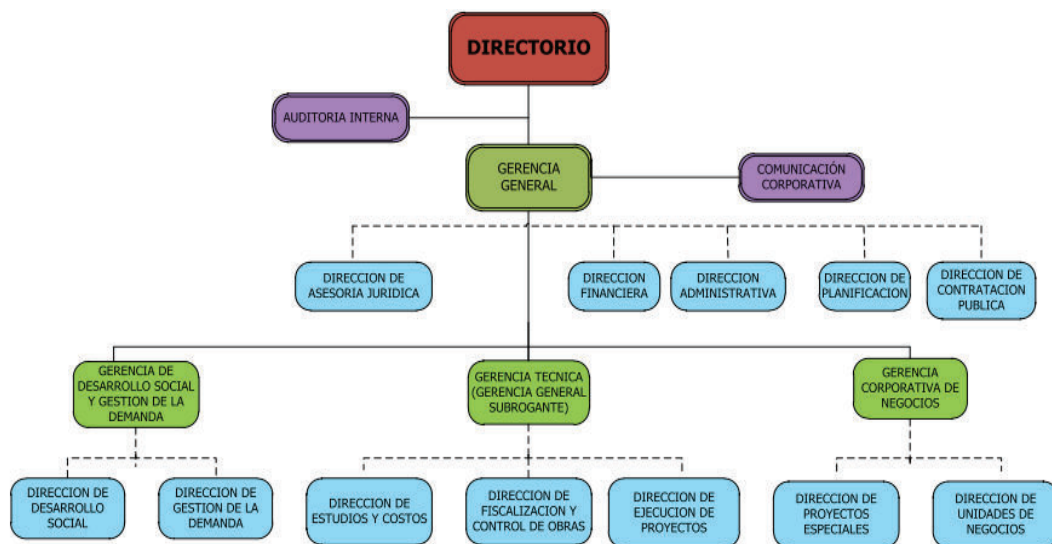 DIRECTORIO
AUDITORIA INTERNA
GERENCIA
GENERAL
COMUNICACIÓN
CORPORATIVA
DIRECCION DE
ASESORIA JURIDICA
DIRECCION
FINANCIERA
DIRECCION
ADMINISTRATIVA
DIRECCION DE
PLANIFICACION
DIRECCION DE
CONTRATACION
PUBLICA
GERENCIA DE
DESARROLLO SOCIAL
Y GESTION DE LA
DEMANDA
GERENCIA TECNICA
(GERENCIA GENERAL
SUBROGANTE)
GERENCIA
CORPORATIVA DE
NEGOCIOS
DIRECCION DE
DESARROLLO
SOCIAL
DIRECCION DE
GESTION DE LA
DEMANDA
DIRECCION DE
ESTUDIOS Y COSTOS
DIRECCION DE
FISCALIZACION Y
CONTROL DE OBRAS
DIRECCION DE
EJECUCION DE
PROYECTOS
DIRECCION DE
PROYECTOS
ESPECIALES
DIRECCION DE
UNIDADES DE
NEGOCIOS